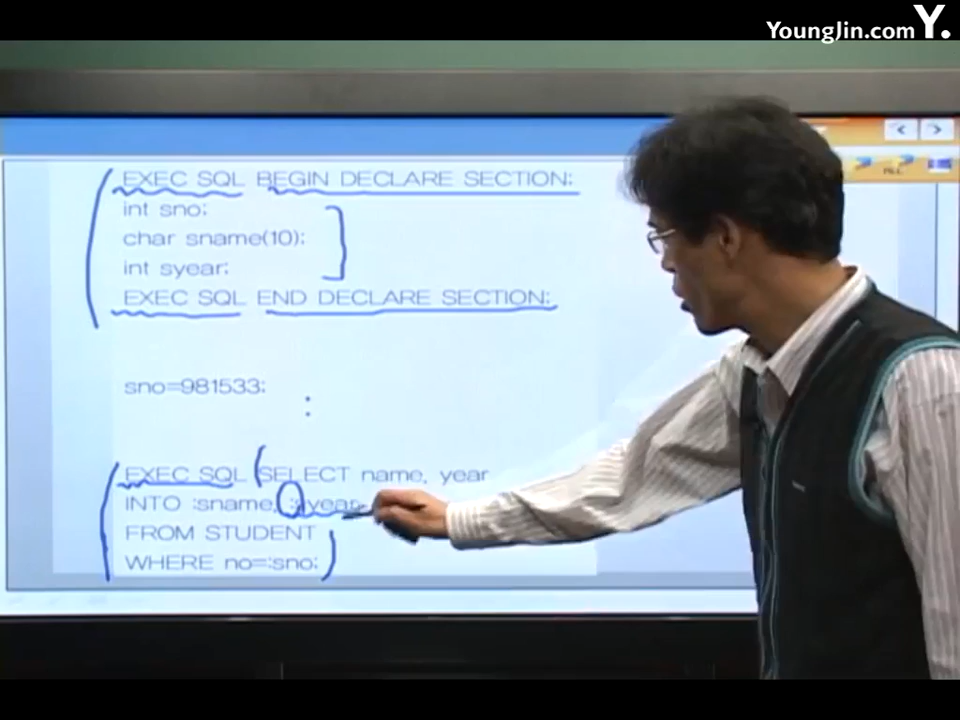 YoungJin.com Y.
EXEC SQL BEGIN DECLARE SECTION;
int sno;
char sname(10);
int syear;
EXEC SQL END DECLARE SECTION;
sno=981533;
:
EXEC SQL SELECT name, year
INTO :sname, :syear
FROM STUDENT
WHERE no=:sno;